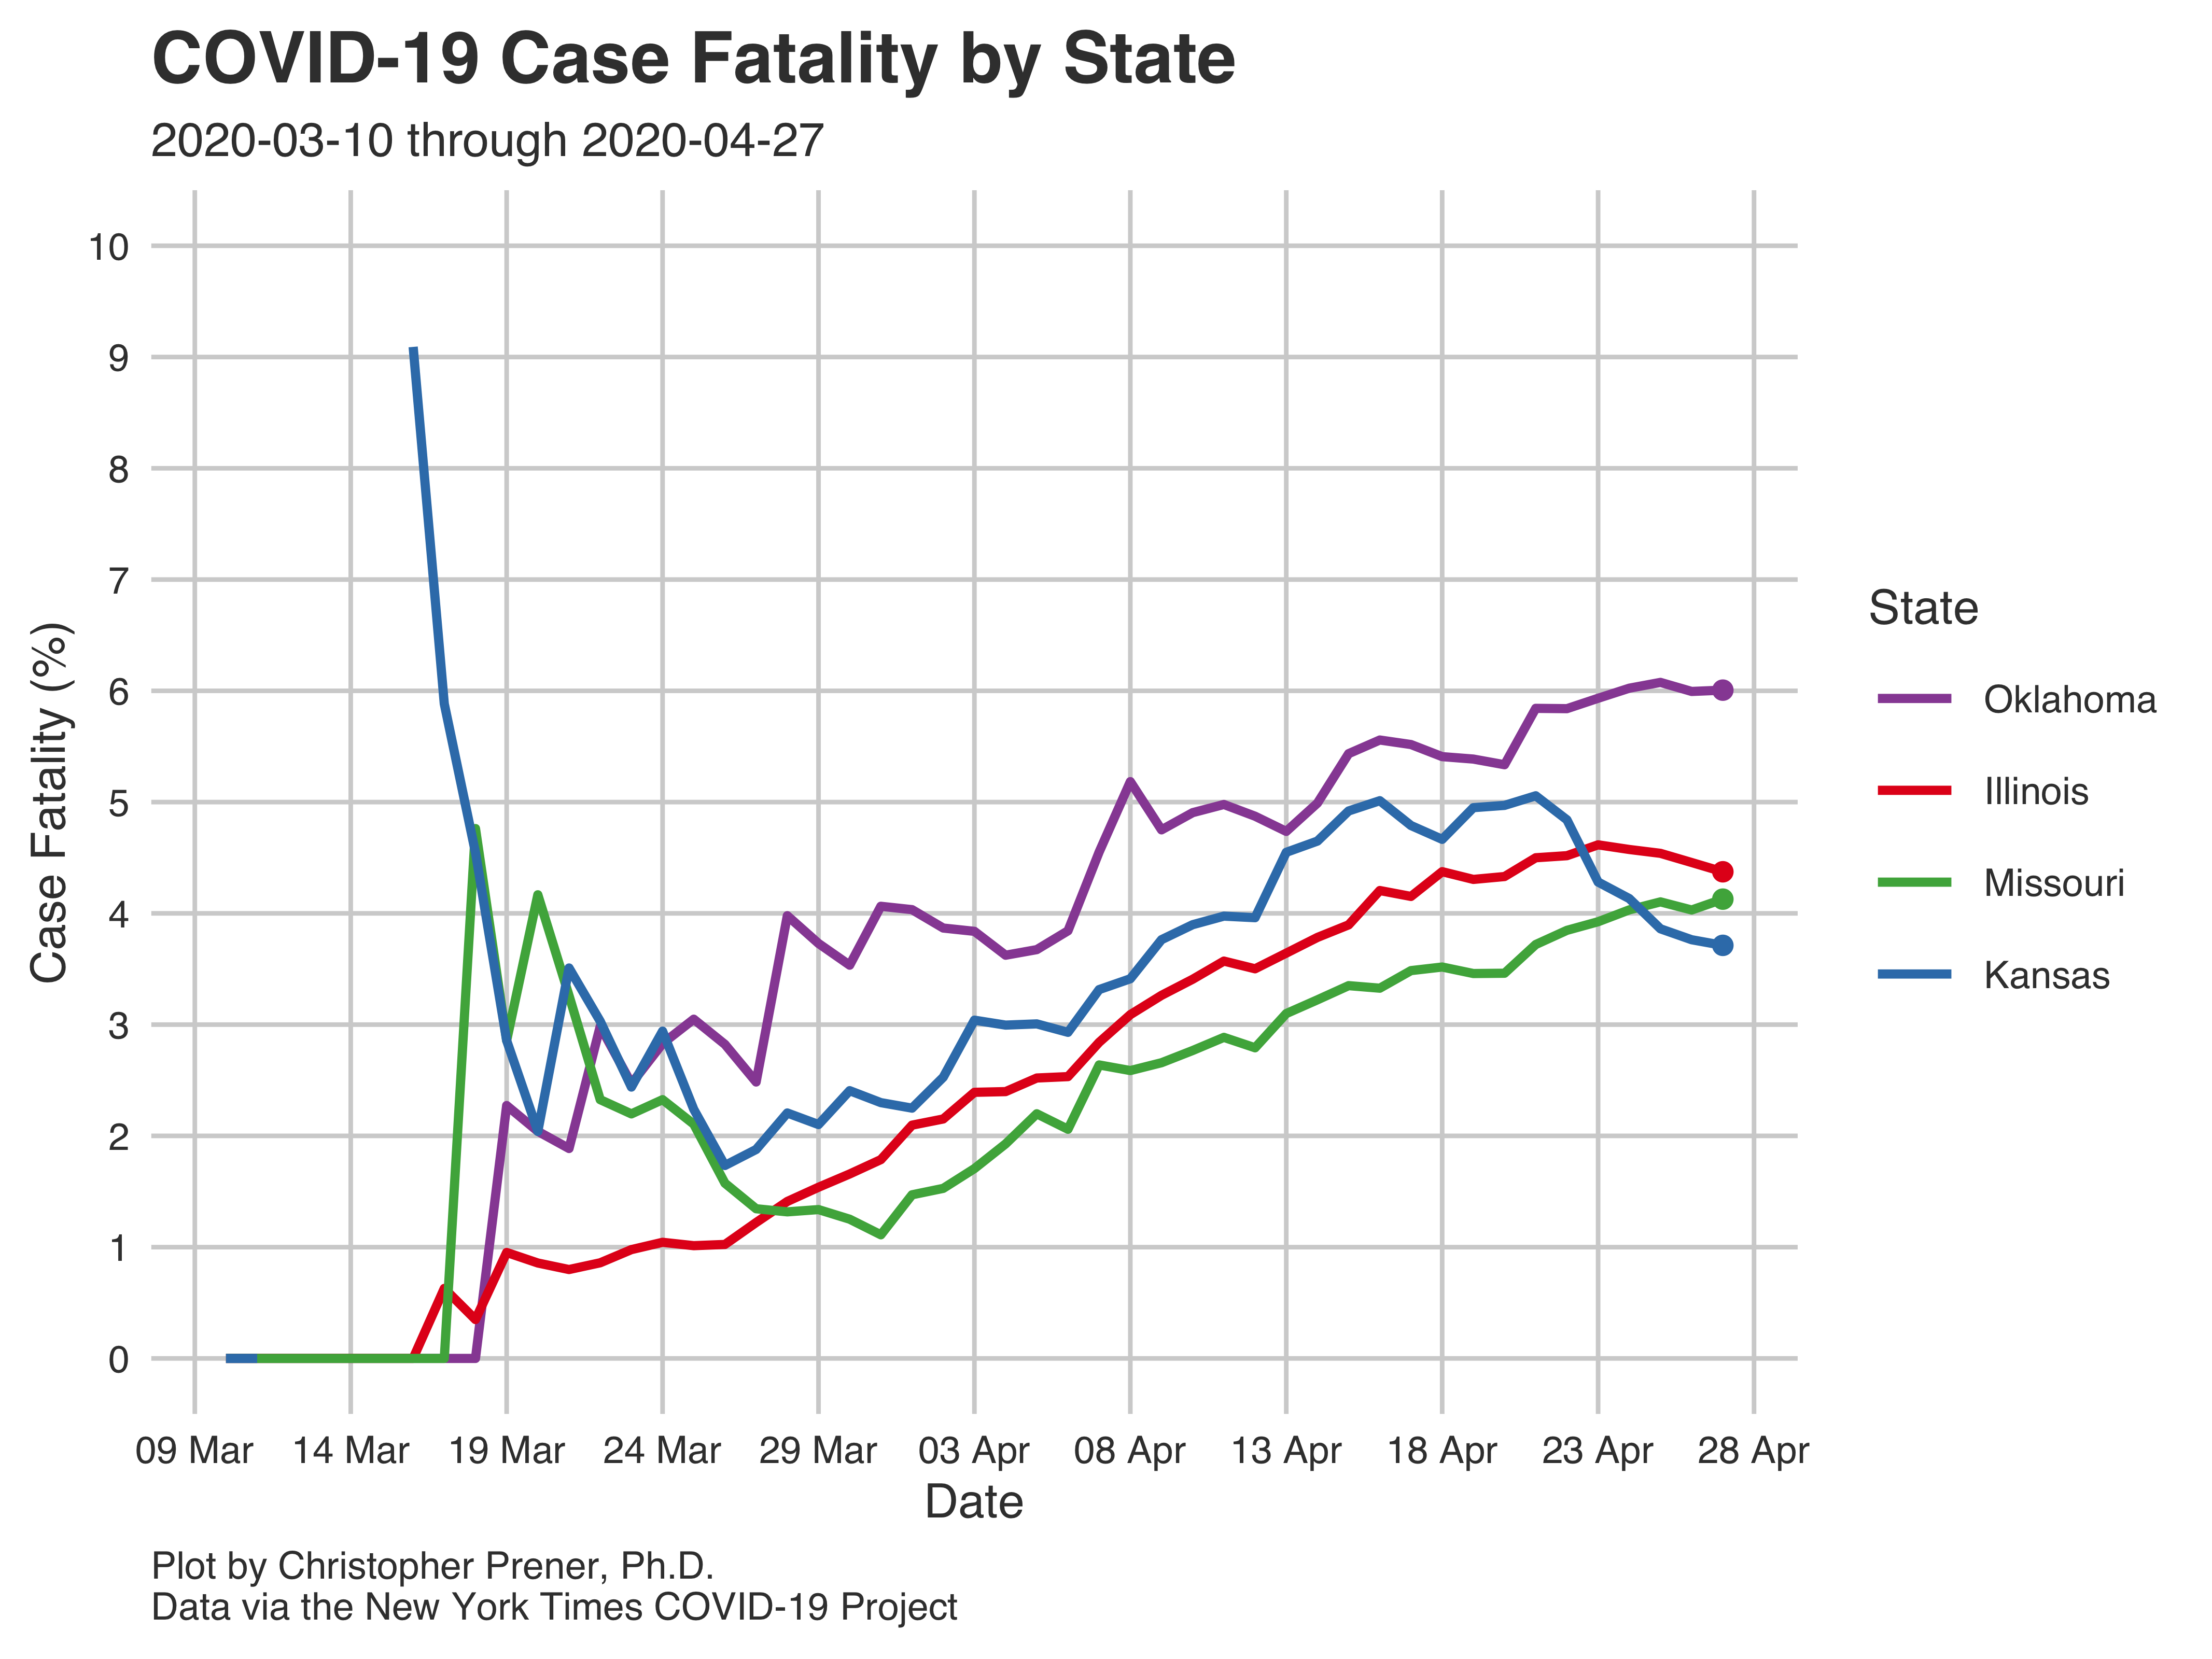 COVID-19 Case Fatality by State
2020-03-10 through 2020-04-27
10
9
8
7
6
5
4
3
2
1
0
Case Fatality (%)
09 Mar 14 Mar 19 Mar 24 Mar 29 Mar 03 Apr 08 Apr 13 Apr 18 Apr 23 Apr 28 Apr
Date
State
Oklahoma
Illinois
Missouri
Kansas
Plot by Christopher Prener, Ph.D.
Data via the New York Times COVID-19 Project